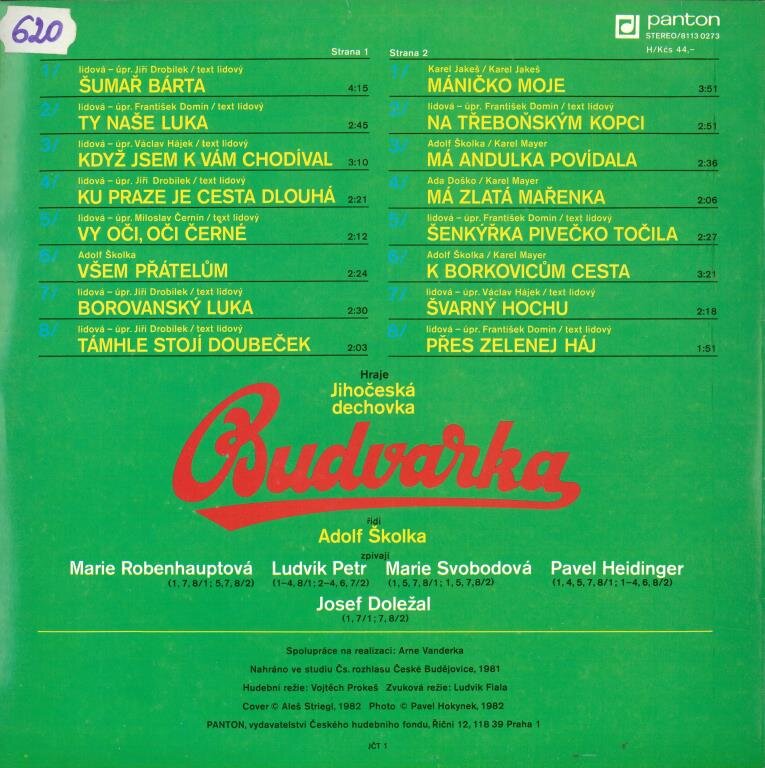 620
panton
STEREO/8113 0273
H/Kčs 44,–
Strana 1
1/ lidová – úpr. Jiří Drobílek / text lidový
ŠUMAŘ BÁRTA 4:15
2/ lidová – úpr. František Domín / text lidový
TY NAŠE LUKA 2:45
3/ lidová – úpr. Václav Hájek / text lidový
KDYŽ JSEM K VÁM CHODÍVAL 3:10
4/ lidová – úpr. Jiří Drobílek / text lidový
KU PRAZE JE CESTA DLOUHÁ 2:21
5/ lidová – úpr. Miloslav Černín / text lidový
VY OČI, OČI ČERNÉ 2:12
6/ Adolf Školka
VŠEM PŘÁTELŮM 2:24
7/ lidová – úpr. Jiří Drobílek / text lidový
BOROVANSKÝ LUKA 2:30
8/ lidová – úpr. Jiří Drobílek / text lidový
TÁMHLE STOJÍ DOUBEČEK 2:03
Strana 2
1/ Karel Jakeš / Karel Jakeš
MÁNIČKO MOJE 3:51
2/ lidová – úpr. František Domín / text lidový
NA TŘEBOŇSKÝM KOPCI 2:51
3/ Adolf Školka / Karel Mayer
MÁ ANDULKA POVÍDALA 2:36
4/ Ada Doško / Karel Mayer
MÁ ZLATÁ MAŘENKA 2:06
5/ lidová – úpr. František Domín / text lidový
ŠENKÝŘKA PIVEČKO TOČILA 2:27
6/ Adolf Školka / Karel Mayer
K BORKOVICŮM CESTA 3:21
7/ lidová – úpr. Václav Hájek / text lidový
ŠVARNÝ HOCHU 2:18
8/ lidová – úpr. František Domín / text lidový
PŘES ZELENEJ HÁJ 1:51
Hraje
Jihočeská
dechovka
Budvarka
řídí
Adolf Školka
zpívají
Marie Robenhauptová Ludvík Petr Marie Svobodová Pavel Heidinger
(1, 7, 8/1; 5, 7, 8/2) (1–4, 8/1; 2–4, 6, 7/2) (1, 5, 7, 8/1; 1, 5, 7, 8/2) (1, 4, 5, 7, 8/1; 1–4, 6, 8/2)
Josef Doležal
(1, 7/1; 7, 8/2)
Spolupráce na realizaci: Arne Vanderka
Nahráno ve studiu Čs. rozhlasu České Budějovice, 1981
Hudební režie: Vojtěch Prokeš Zvuková režie: Ludvík Fiala
Cover © Aleš Striegl, 1982 Photo © Pavel Hokynek, 1982
PANTON, vydavatelství Českého hudebního fondu, Říční 12, 118 39 Praha 1
JČT 1